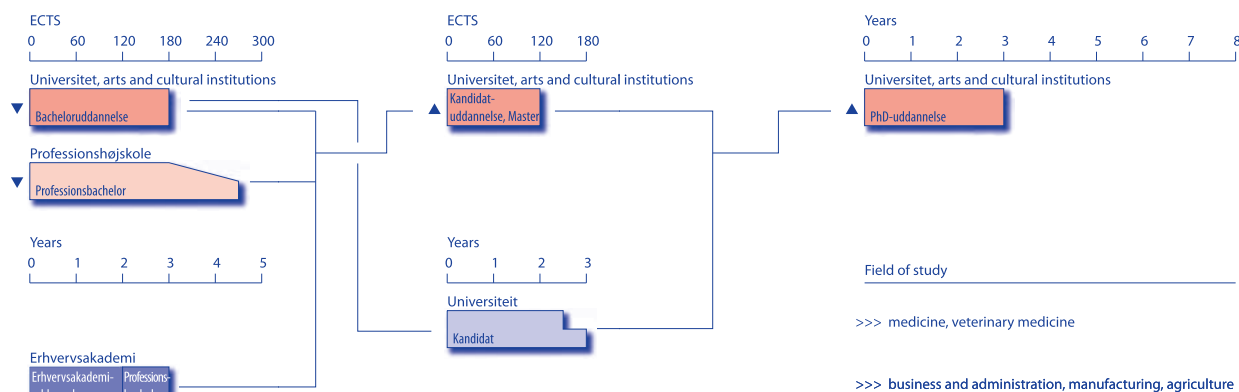 ECTS
0 60 120 180 240 300
Universitet, arts and cultural institutions
Bacheloruddannelse
Professionshøjskole
Professionsbachelor
Years
0 1 2 3 4 5
Erhvervsakademi
Erhvervsakademi-
Professions-
ECTS
0 60 120 180
Universitet, arts and cultural institutions
Kandidat-
uddannelse, Master
Years
0 1 2 3
Universiteit
Kandidat
Years
0 1 2 3 4 5 6 7 8
Universitet, arts and cultural institutions
PhD-uddannelse
Field of study
>>> medicine, veterinary medicine
>>> business and administration, manufacturing, agriculture